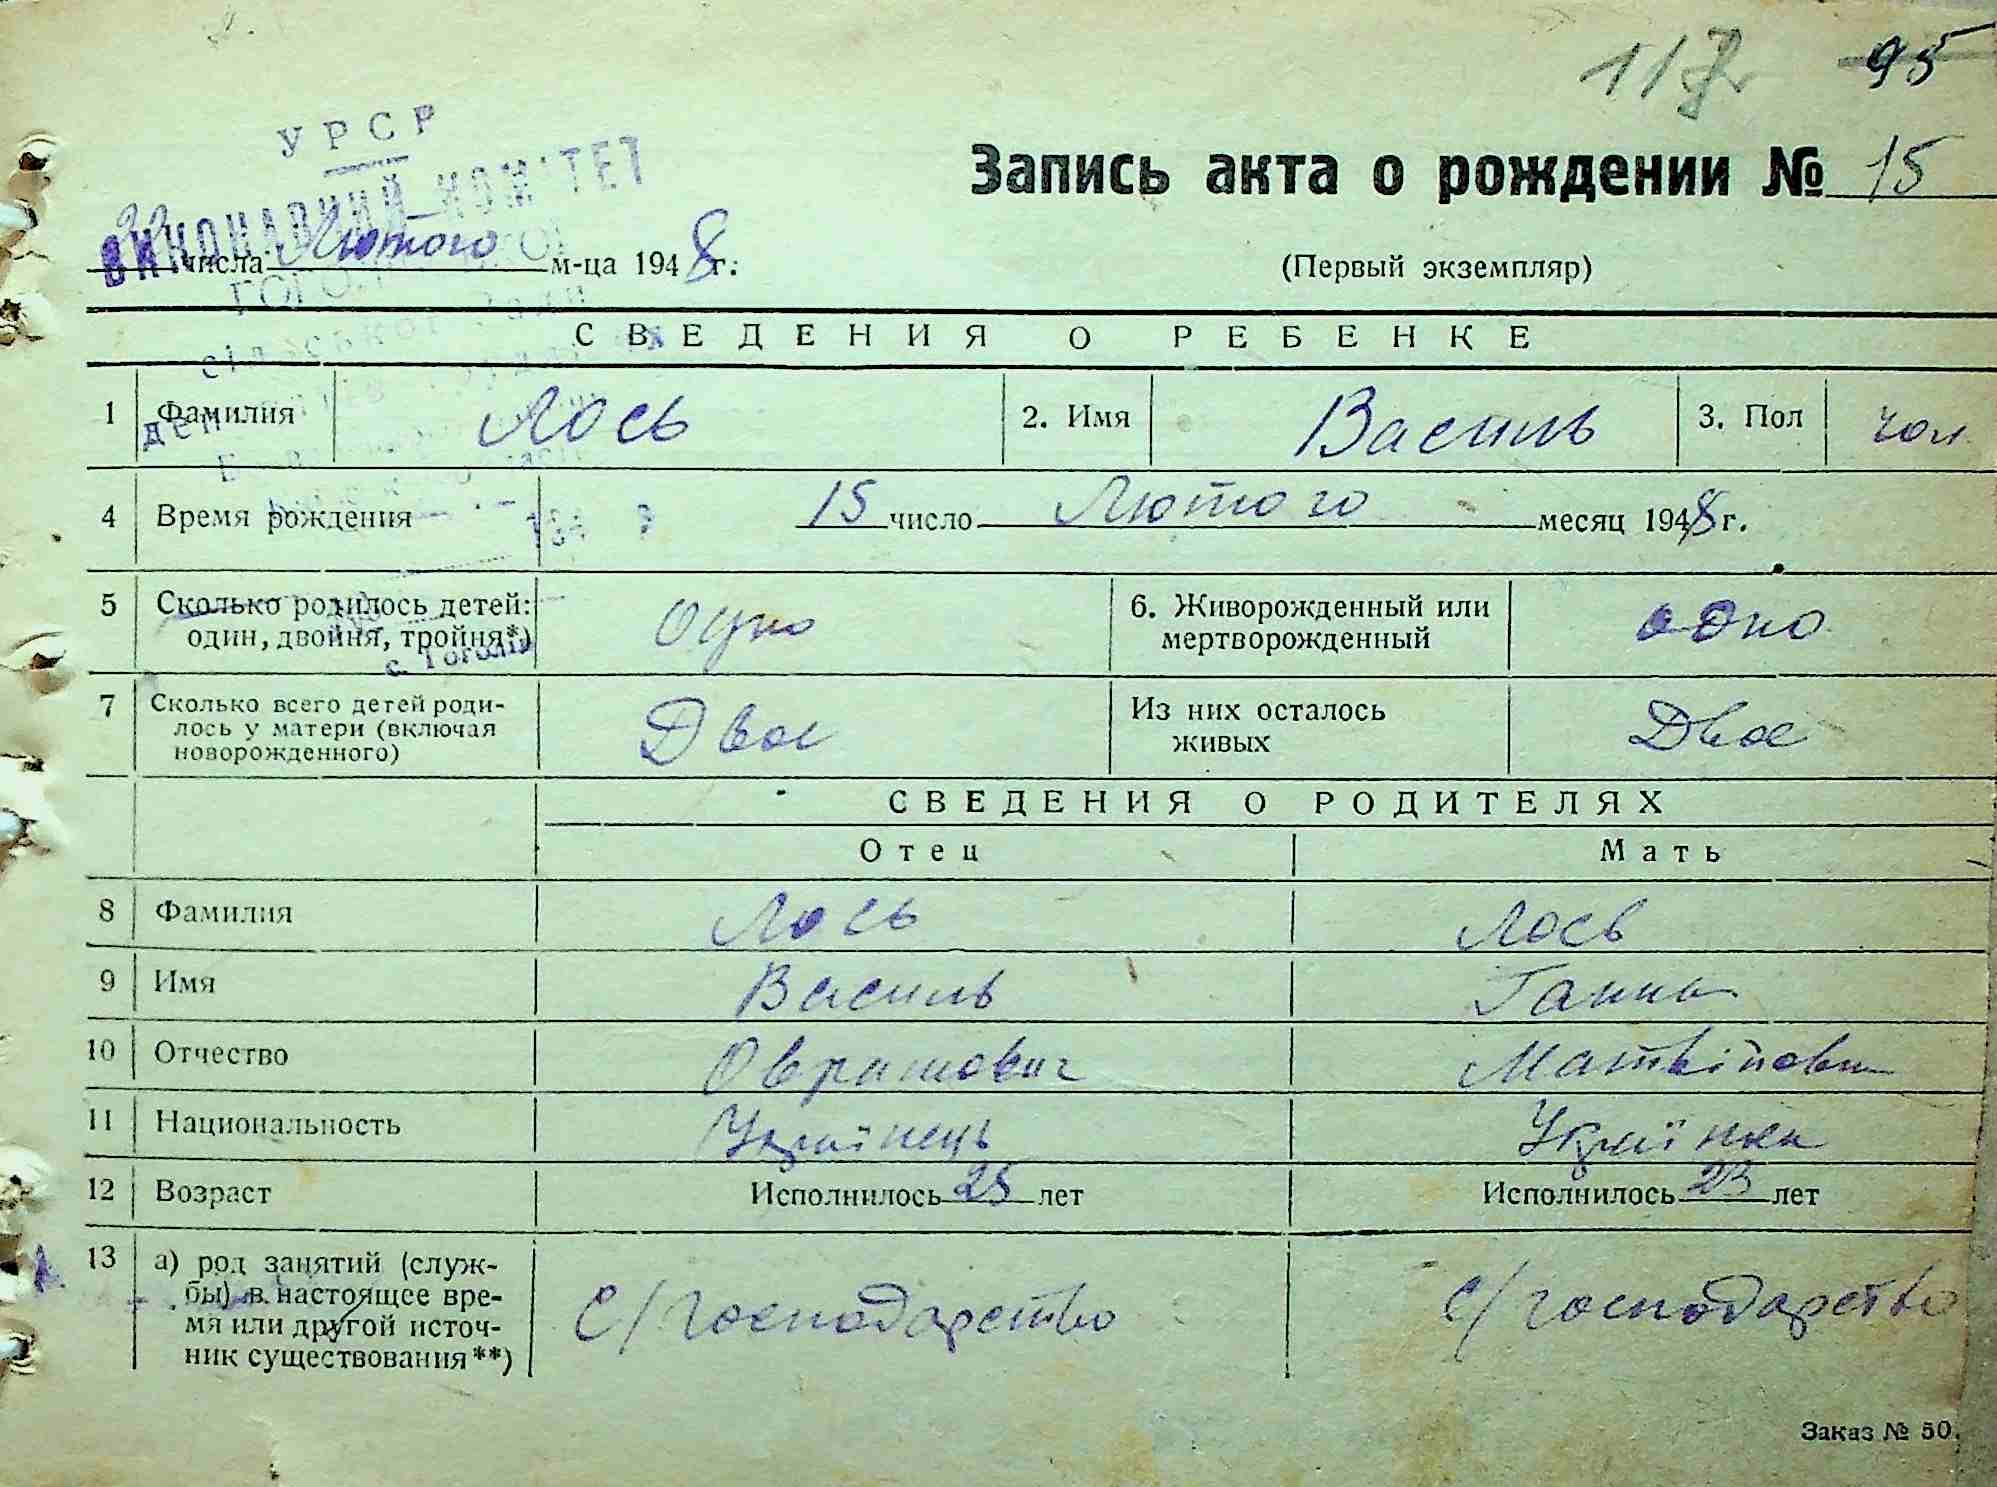 117 95
УРСР
ВИКОНАВЧИЙ КОМІТЕТ
Запись акта о рождении № 15
22 числа Лютого м-ца 1948 г.
(Первый экземпляр)
СВЕДЕНИЯ О РЕБЕНКЕ
1 Фамилия Лось 2. Имя Василь 3. Пол чол
4 Время рождения 15 число Лютого месяц 1948 г.
5 Сколько родилось детей: один, двойня, тройня*) одно 6. Живорожденный или мертворожденный одно
7 Сколько всего детей родилось у матери (включая новорожденного) Двое Из них осталось живых Двое
СВЕДЕНИЯ О РОДИТЕЛЯХ
Отец Мать
8 Фамилия Лось Лось
9 Имя Василь Ганна
10 Отчество
11 Национальность Українець Українка
12 Возраст Исполнилось 25 лет Исполнилось 23 лет
13 а) род занятий (службы) в настоящее время или другой источник существования**) С/господарство с/господарство
Заказ № 50.